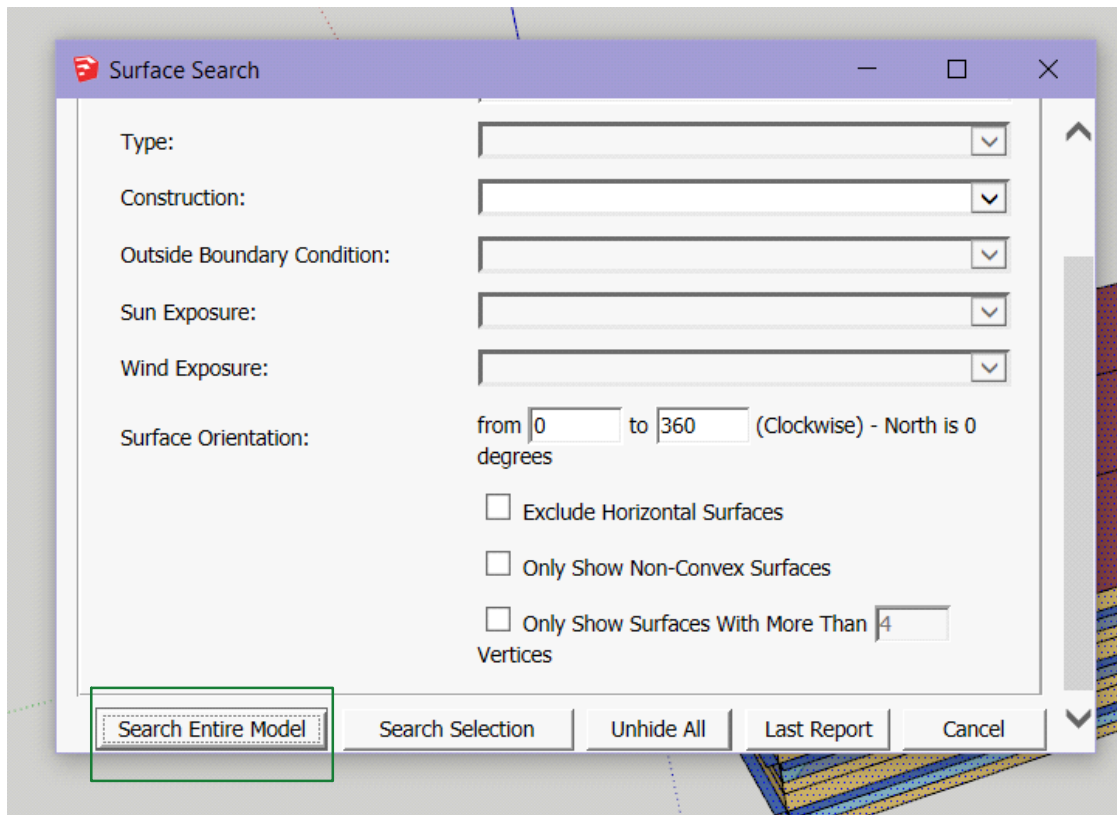 Surface Search
Type:
Construction:
Outside Boundary Condition:
Sun Exposure:
Wind Exposure:
Surface Orientation: from 0 to 360 (Clockwise) - North is 0
degrees
Exclude Horizontal Surfaces
Only Show Non-Convex Surfaces
Only Show Surfaces With More Than 4
Vertices
Search Entire Model Search Selection Unhide All Last Report Cancel